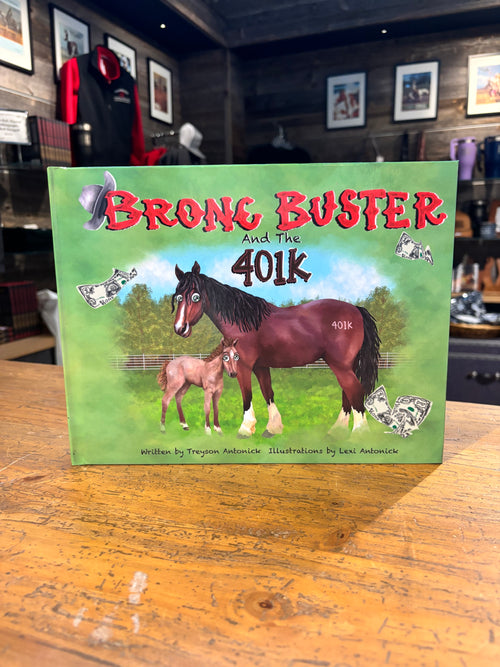 BRONC BUSTER
And The
401K
401K
Written by Treyson Antonick Illustrations by Lexi Antonick